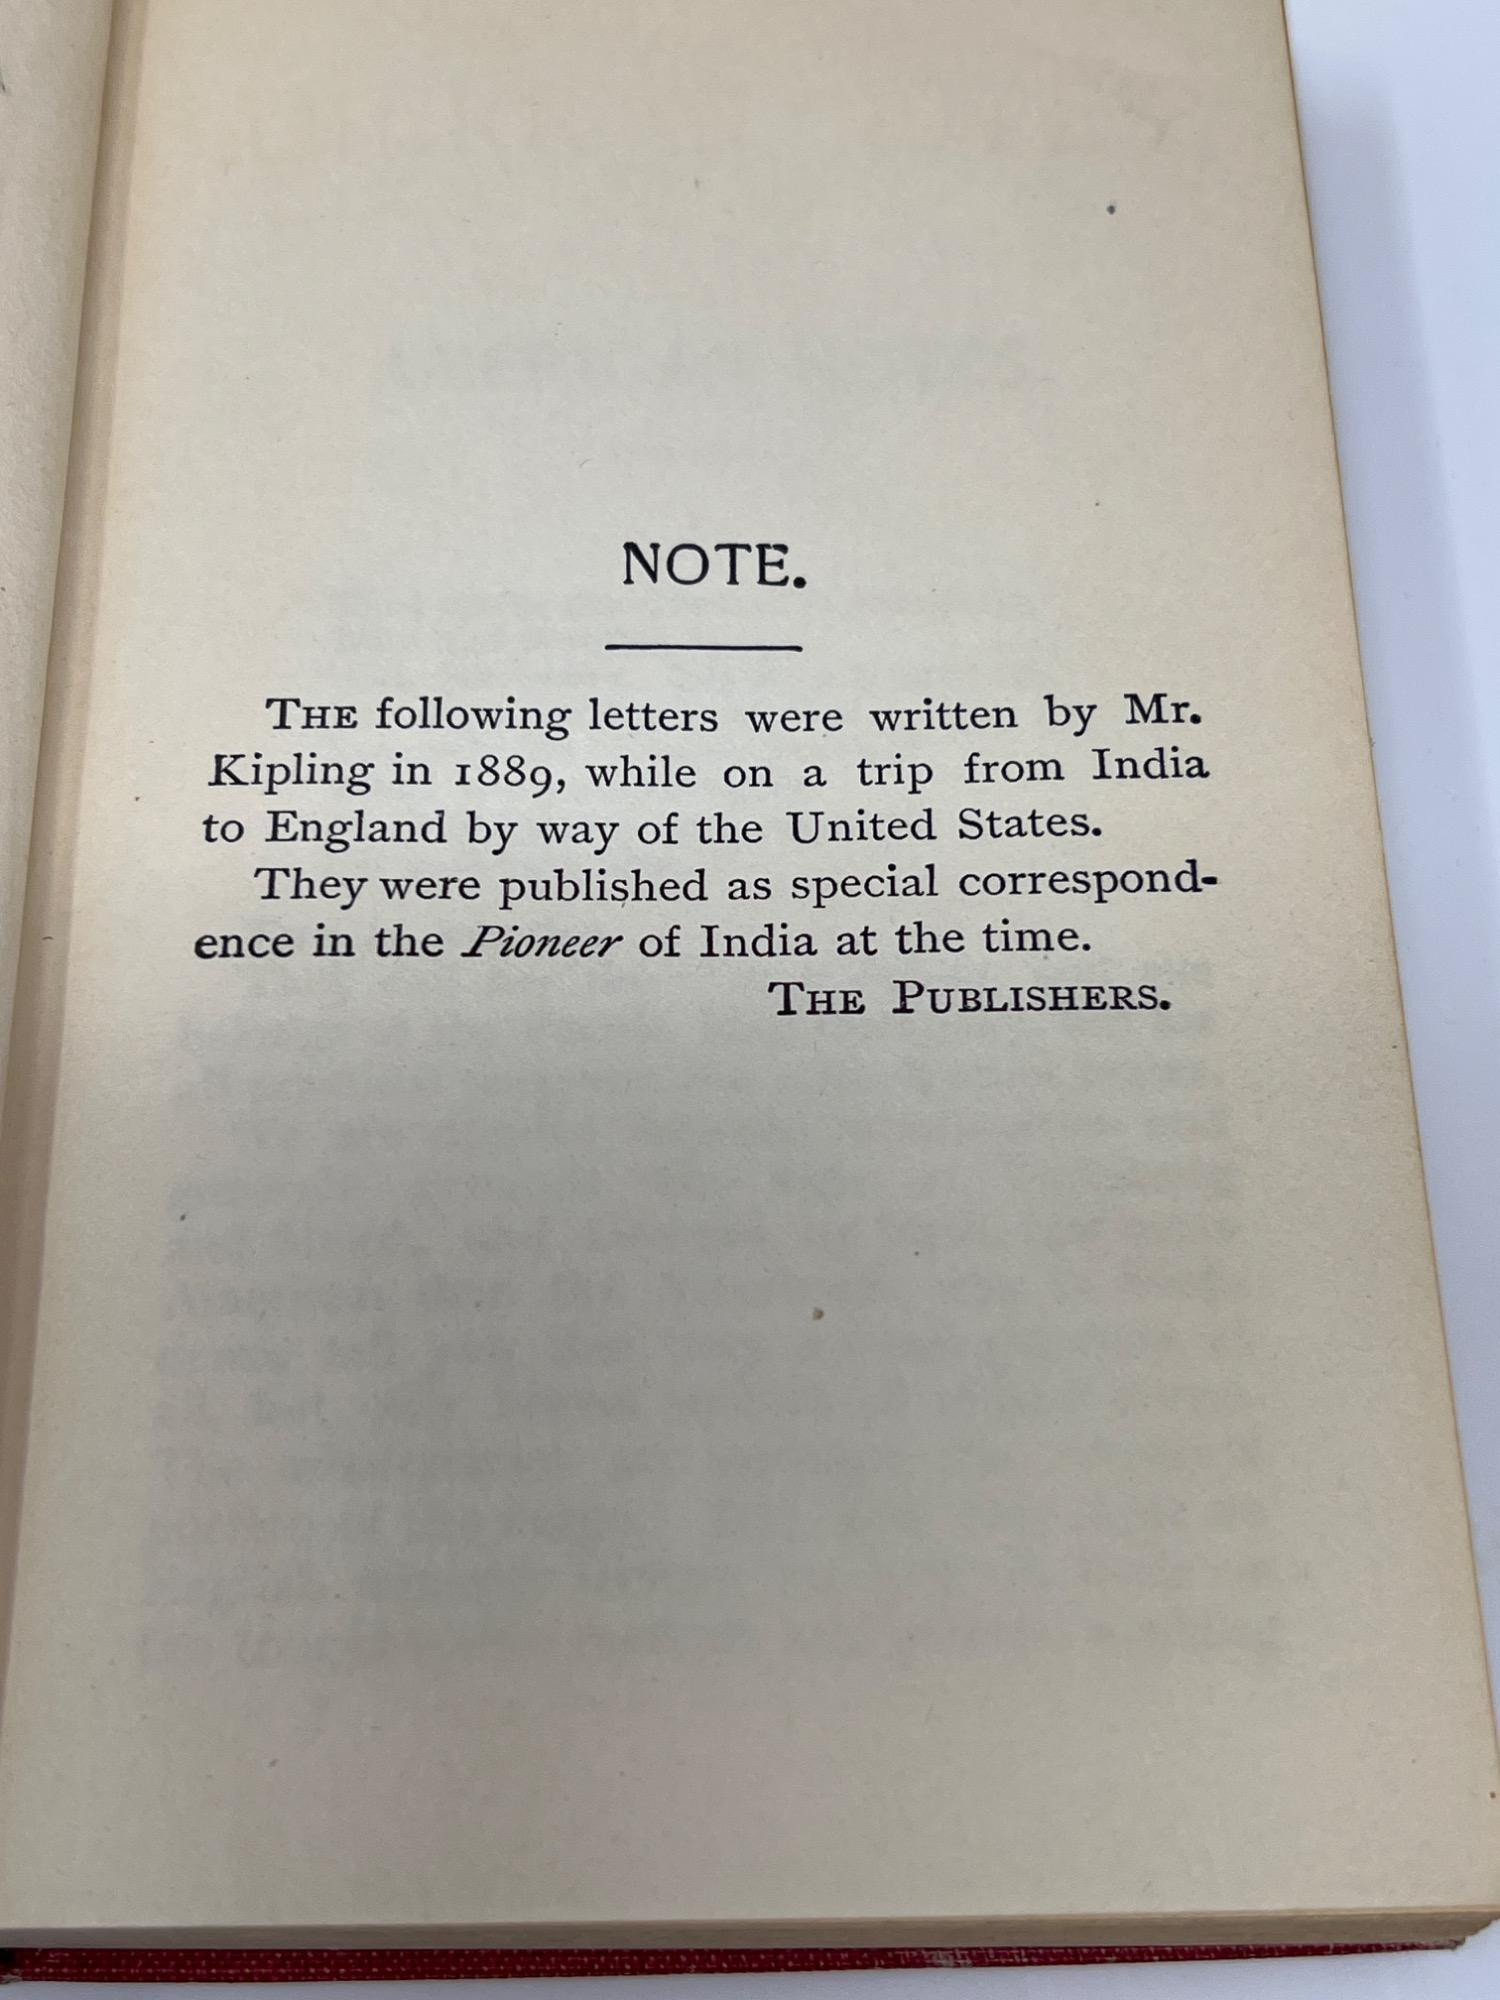 NOTE.
THE following letters were written by Mr.
Kipling in 1889, while on a trip from India
to England by way of the United States.
They were published as special correspond-
ence in the Pioneer of India at the time.
THE PUBLISHERS.